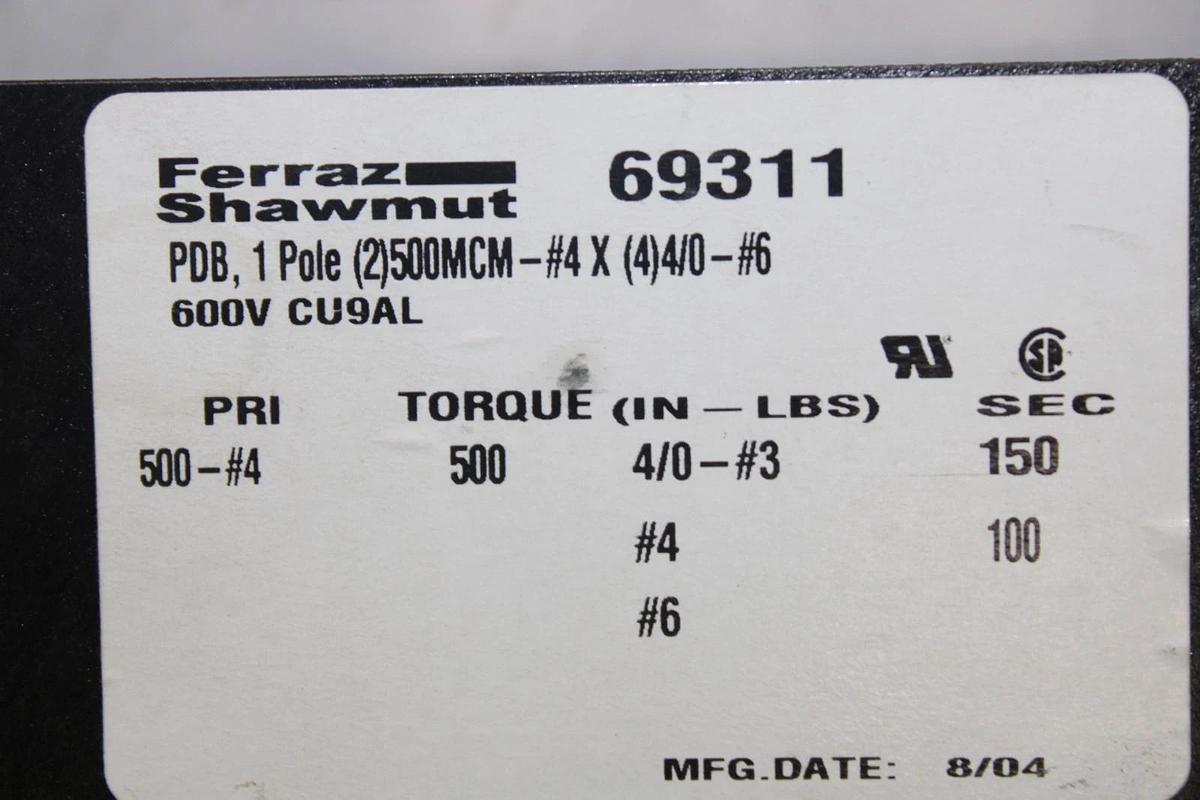 Ferraz
Shawmut 69311
PDB, 1 Pole (2)500MCM-#4 X (4)4/0-#6
600V CU9AL
PRI TORQUE (IN-LBS) SEC
500-#4 500 4/0-#3 150
#4 100
#6
MFG.DATE: 8/04